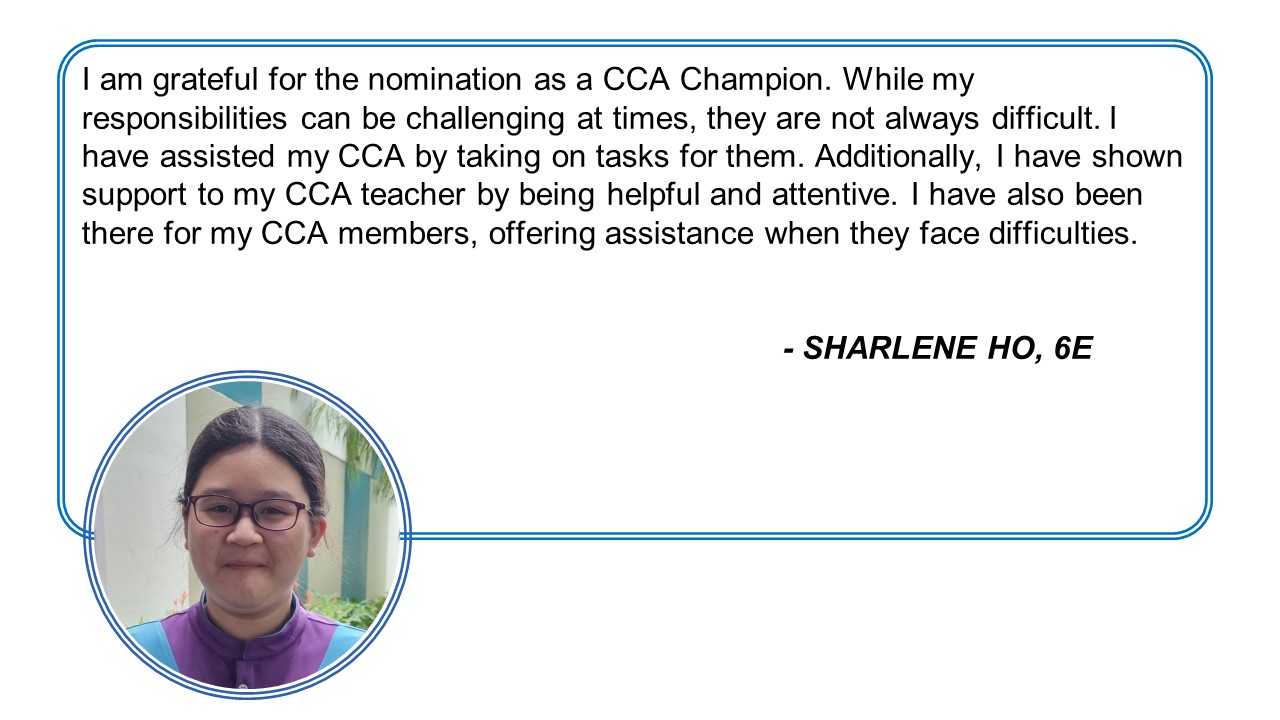 I am grateful for the nomination as a CCA Champion. While my
responsibilities can be challenging at times, they are not always difficult. I
have assisted my CCA by taking on tasks for them. Additionally, I have shown
support to my CCA teacher by being helpful and attentive. I have also been
there for my CCA members, offering assistance when they face difficulties.
- SHARLENE HO, 6E